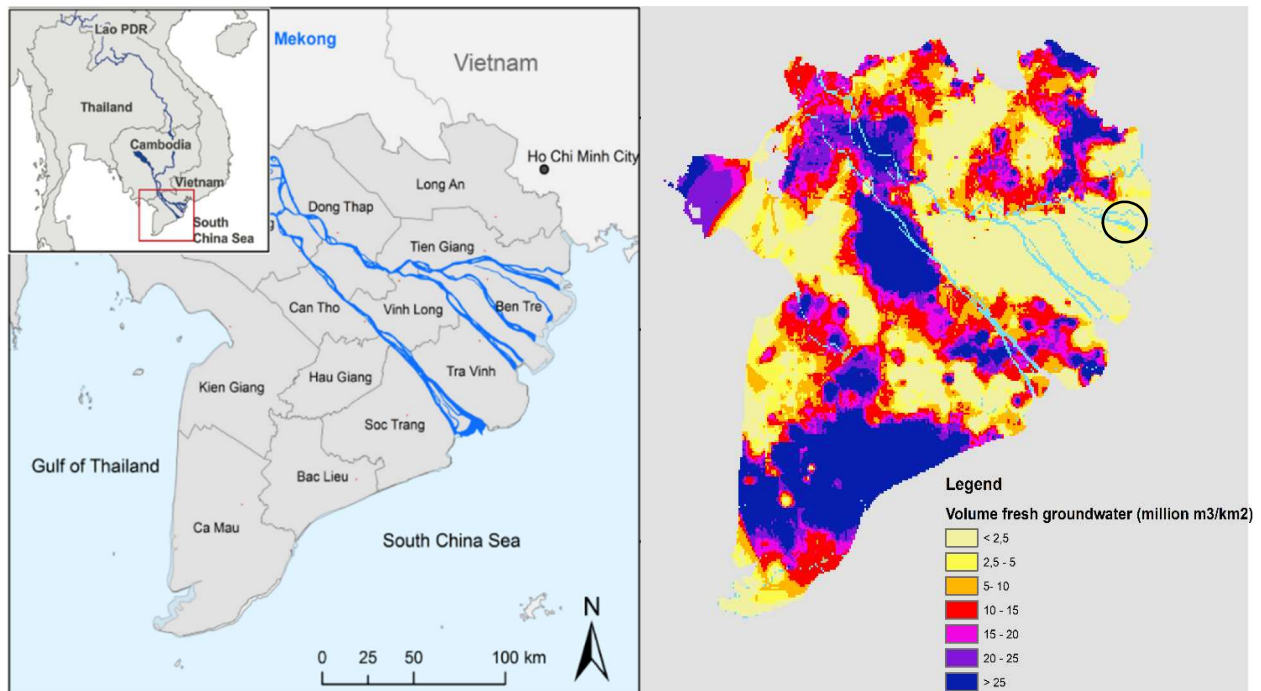 Lao PDR
Thailand
Cambodia
Vietnam
South
China Sea
Mekong
Vietnam
Ho Chi Minh City
Long An
Dong Thap
g
Tien Giang
Can Tho
Vinh Long
Ben Tre
Kien Giang
Hau Giang
Tra Vinh
Soc Trang
Gulf of Thailand
Bac Lieu
Ca Mau
South China Sea
N
0 25 50 100 km
Legend
Volume fresh groundwater (million m3/km2)
< 2,5
2,5 - 5
5- 10
10 - 15
15 - 20
20 - 25
> 25